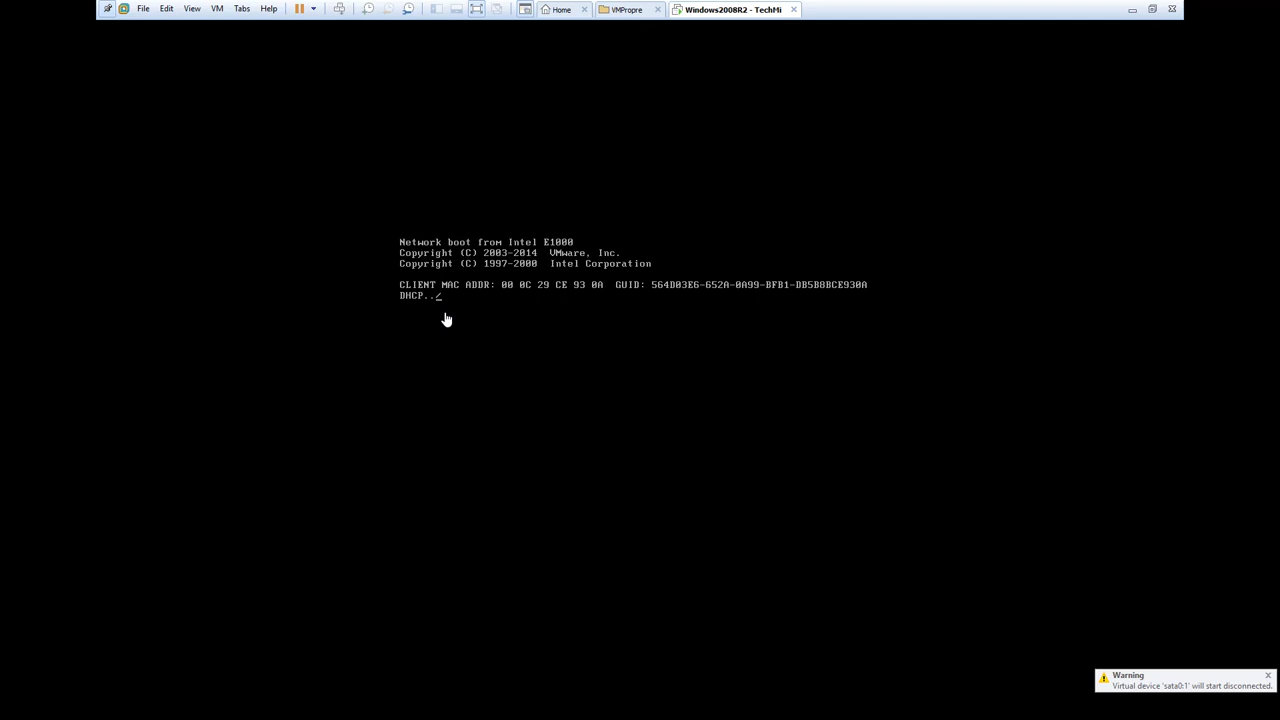 File Edit View VM Tabs Help
Home
VMPropre
Windows2008R2 - TechMi
Network boot from Intel E1000
Copyright (C) 2003-2014 VMware, Inc.
Copyright (C) 1997-2000 Intel Corporation
CLIENT MAC ADDR: 00 0C 29 CE 93 0A GUID: 564D03E6-652A-0A99-BFB1-DB5B8BCE930A
DHCP../
Warning
Virtual device 'sata0:1' will start disconnected.